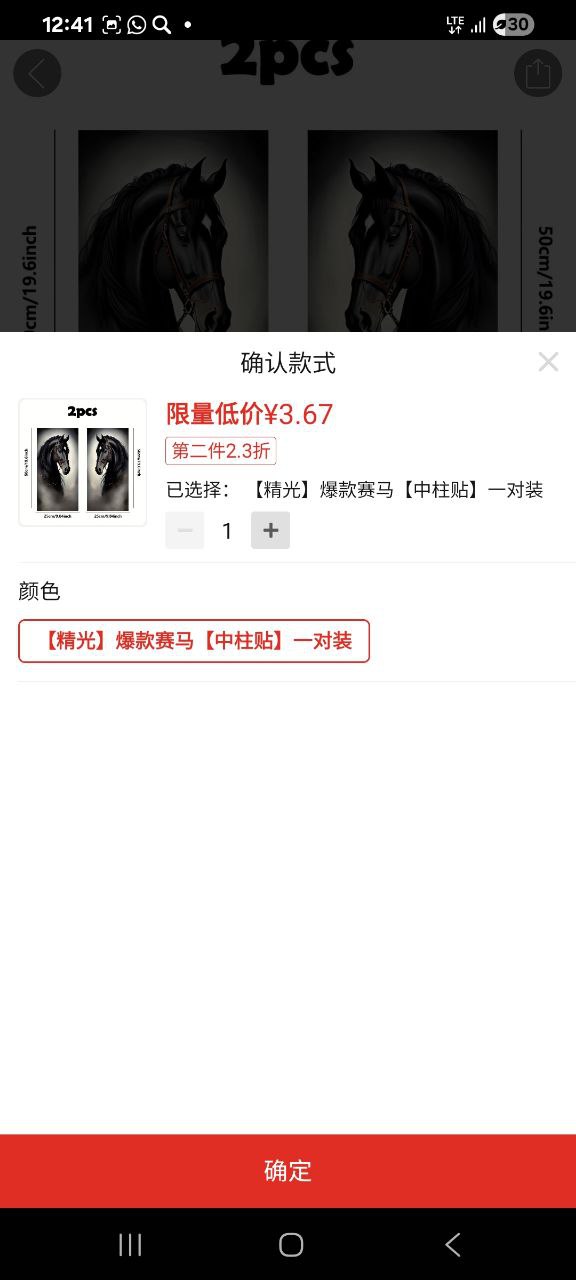 12:41
LTE
30
2pcs
cm/19.6inch
50cm/19.6in
确认款式
2pcs
限量低价¥3.67
第二件2.3折
已选择：【精光】爆款赛马【中柱贴】一对装
1
颜色
【精光】爆款赛马【中柱贴】一对装
确定